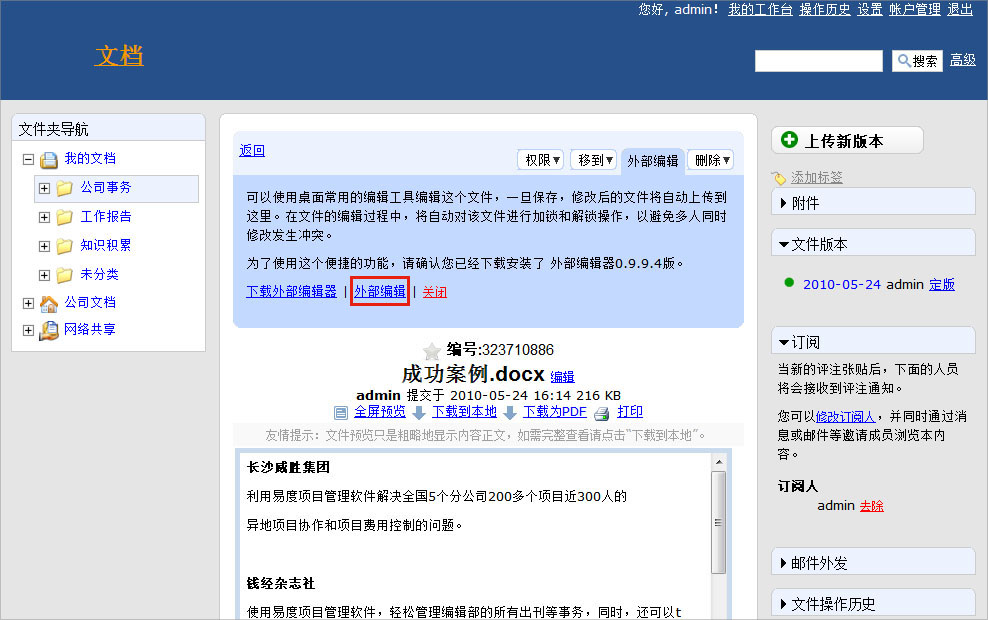 您好, admin! 我的工作台 操作历史 设置 帐户管理 退出
文档
搜索 高级
文件夹导航
我的文档
公司事务
工作报告
知识积累
未分类
公司文档
网络共享
返回
权限▼ 移到▼ 外部编辑 删除▼
可以使用桌面常用的编辑工具编辑这个文件，一旦保存，修改后的文件将自动上传到
这里。在文件的编辑过程中，将自动对该文件进行加锁和解锁操作，以避免多人同时
修改发生冲突。
为了使用这个便捷的功能，请确认您已经下载安装了 外部编辑器0.9.9.4版。
下载外部编辑器 | 外部编辑 | 关闭
编号:323710886
成功案例.docx 编辑
admin 提交于 2010-05-24 16:14 216 KB
全屏预览 下载到本地 下载为PDF 打印
友情提示：文件预览只是粗略地显示内容正文，如需完整查看请点击“下载到本地”。
长沙威胜集团
利用易度项目管理软件解决全国5个分公司200多个项目近300人的
异地项目协作和项目费用控制的问题。
钱经杂志社
使用易度项目管理软件，轻松管理编辑部的所有出刊等事务，同时，还可以t
上传新版本
添加标签
附件
文件版本
2010-05-24 admin 定版
订阅
当新的评注张贴后，下面的人员
将会接收到评注通知。
您可以修改订阅人，并同时通过消
息或邮件等邀请成员浏览本内
容。
订阅人
admin 去除
邮件外发
文件操作历史